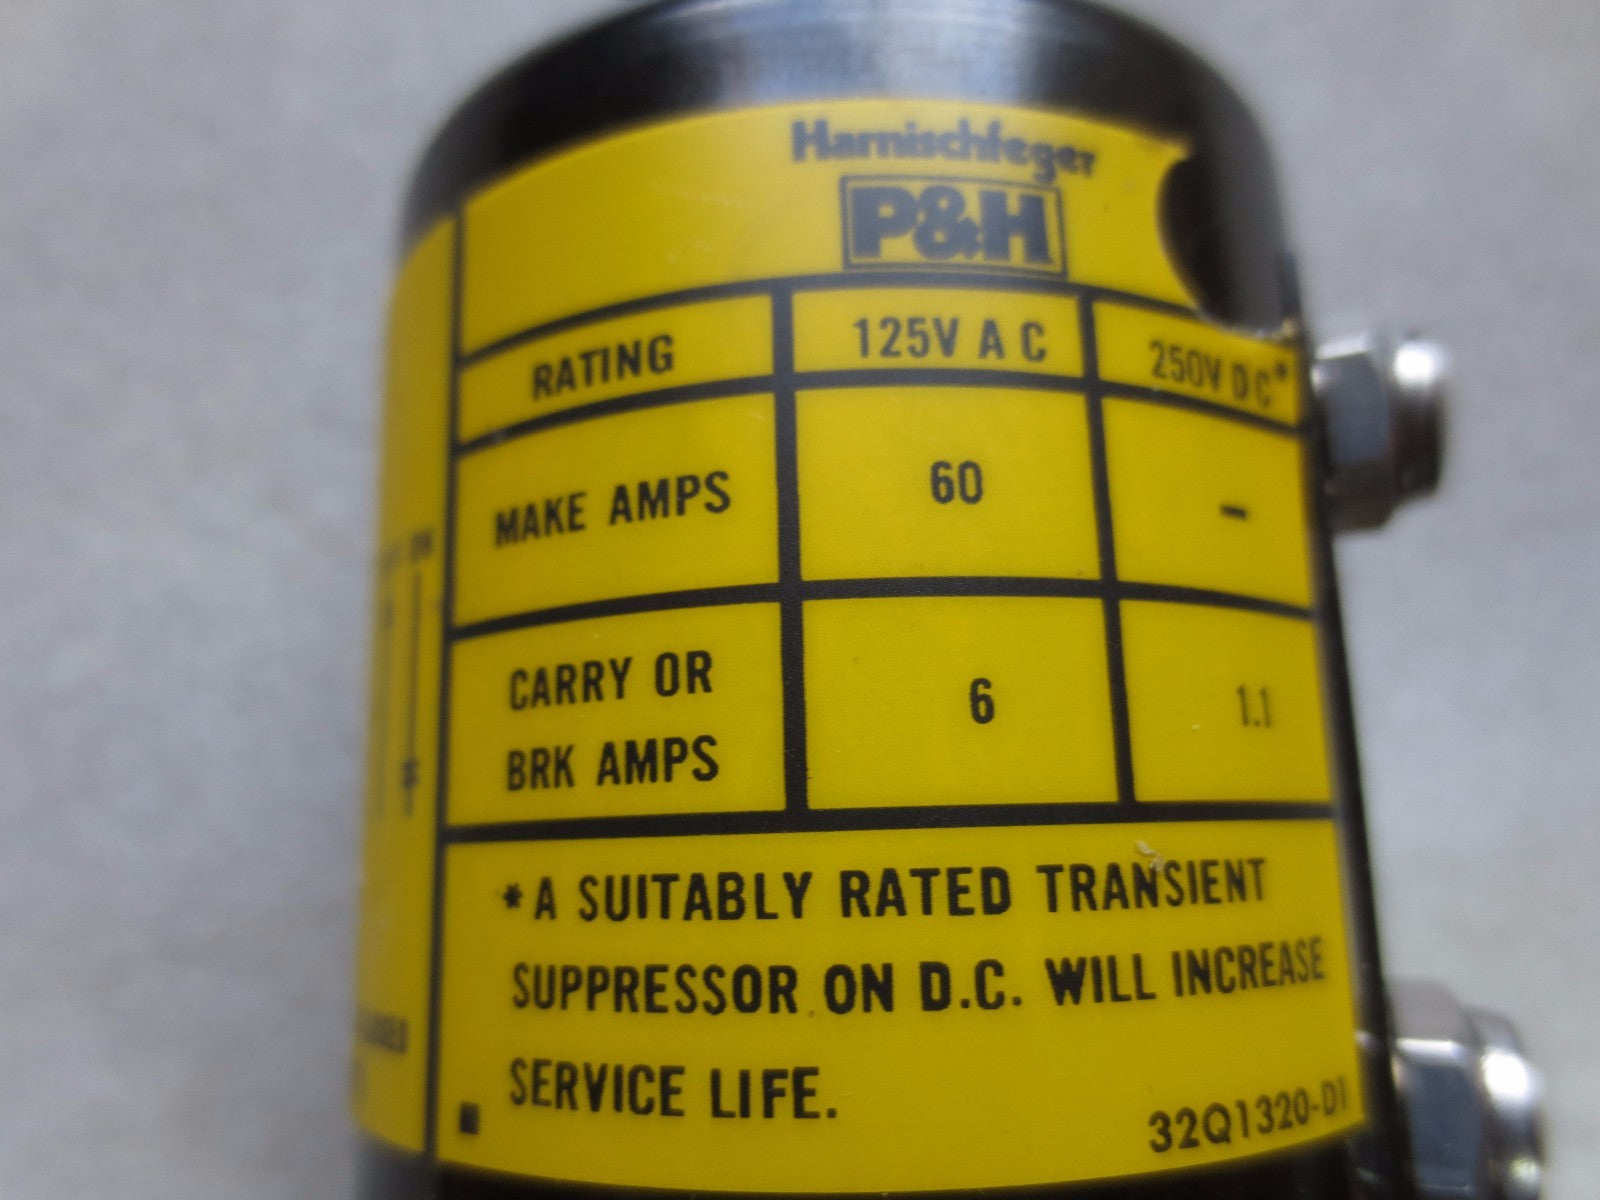 Harnischfeger
P&H
RATING 125V A C 250V D C*
MAKE AMPS 60 -
CARRY OR
BRK AMPS 6 1.1
* A SUITABLY RATED TRANSIENT
SUPPRESSOR ON D.C. WILL INCREASE
SERVICE LIFE.
32Q1320-D1